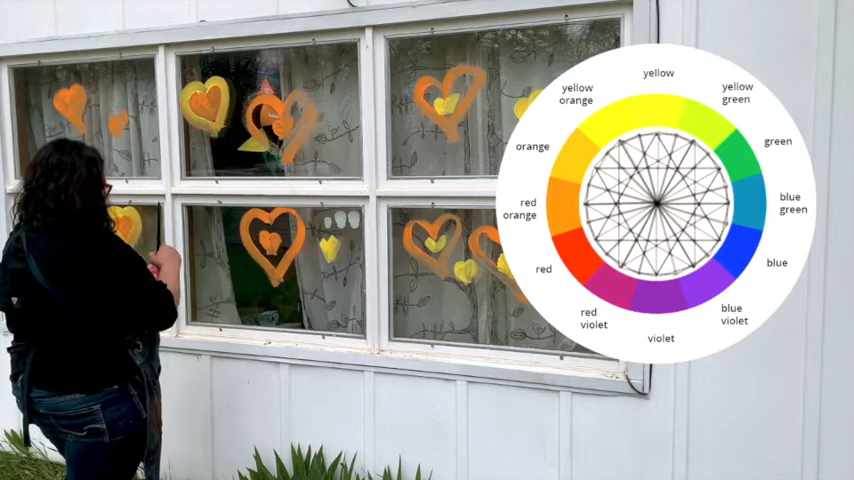 yellow
yellow
green
green
blue
green
blue
blue
violet
violet
red
violet
red
red
orange
orange
yellow
orange